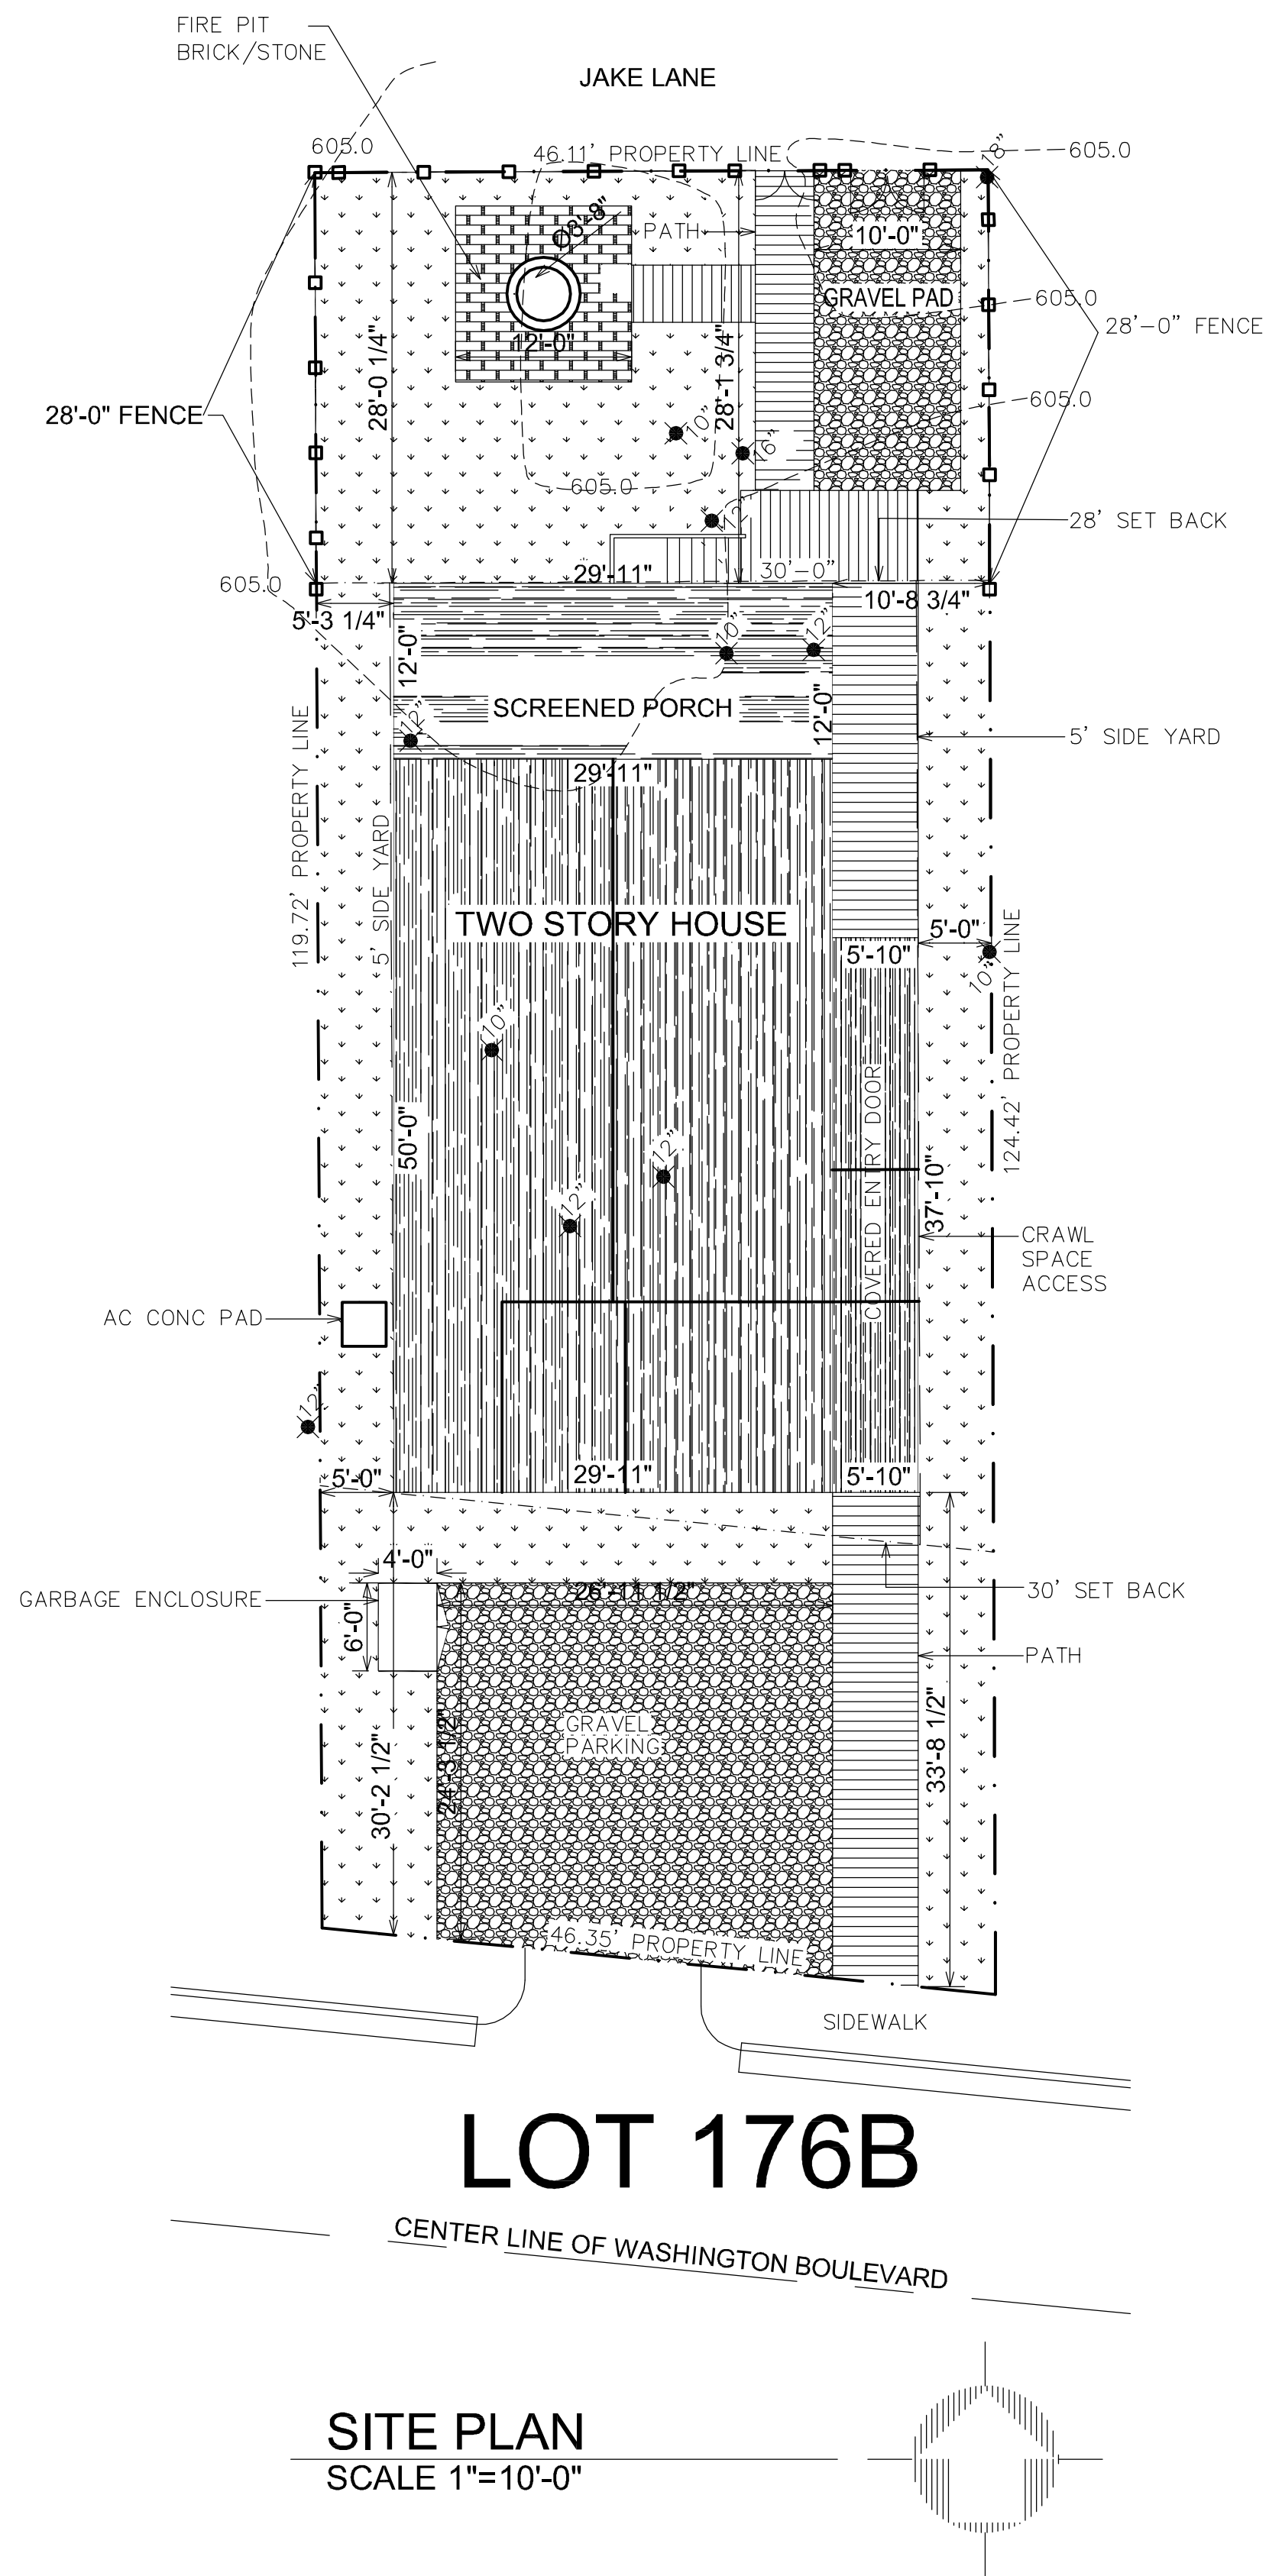 FIRE PIT
BRICK/STONE
JAKE LANE
605.0
46.11' PROPERTY LINE
605.0
18"
Ø3'-8"
PATH
10'-0"
GRAVEL PAD
605.0
28'-0" FENCE
12'-0"
28'-0 1/4"
28'-1 3/4"
28'-0" FENCE
605.0
10"
16"
605.0
12"
28' SET BACK
605.0
29'-11"
30'-0"
10'-8 3/4"
5'-3 1/4"
12'-0"
10"
12"
SCREENED PORCH
12'-0"
12"
5' SIDE YARD
29'-11"
119.72' PROPERTY LINE
5' SIDE YARD
TWO STORY HOUSE
5'-0"
5'-10"
10"
124.42' PROPERTY LINE
10"
50'-0"
12"
12"
COVERED ENTRY DOOR
37'-10"
CRAWL
SPACE
ACCESS
AC CONC PAD
12"
5'-0"
29'-11"
5'-10"
4'-0"
GARBAGE ENCLOSURE
6'-0"
26'-11 1/2"
30' SET BACK
PATH
GRAVEL
PARKING
30'-2 1/2"
24'-3 1/2"
33'-8 1/2"
46.35' PROPERTY LINE
SIDEWALK
LOT 176B
CENTER LINE OF WASHINGTON BOULEVARD
SITE PLAN
SCALE 1"=10'-0"